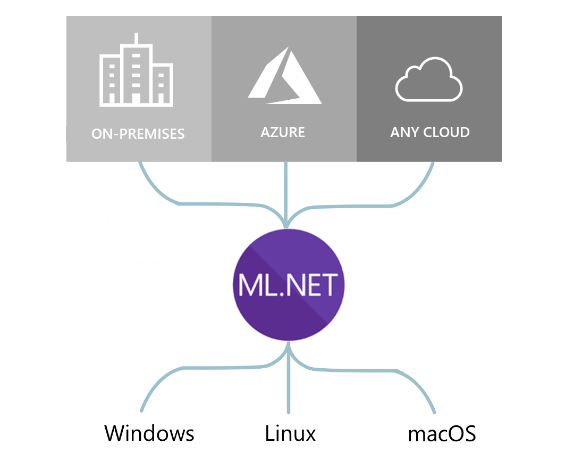 ON-PREMISES AZURE ANY CLOUD
ML.NET
Windows Linux macOS